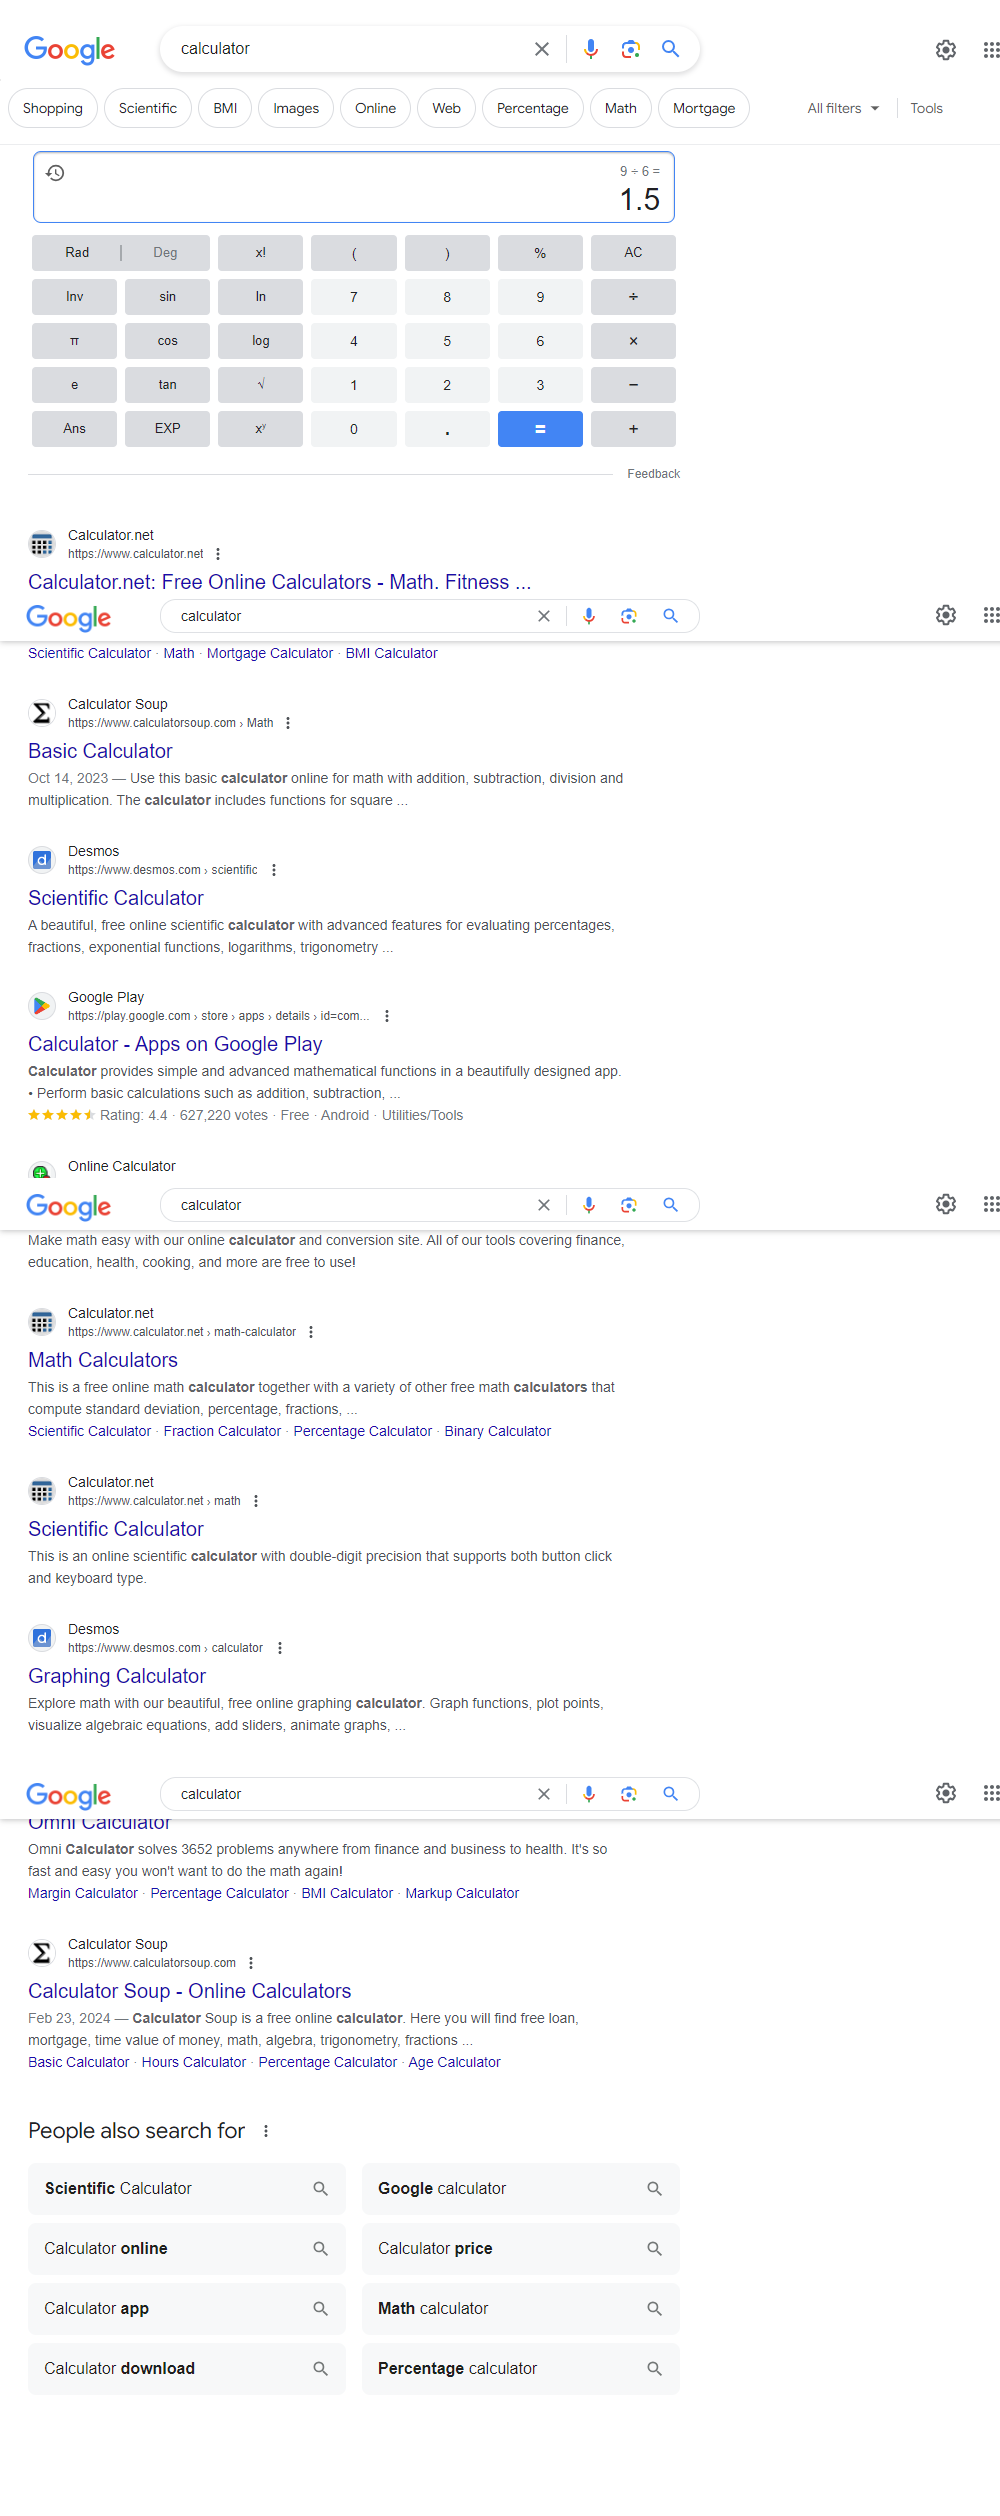 Google
calculator
Shopping
Scientific
BMI
Images
Online
Web
Percentage
Math
Mortgage
All filters
Tools
9 ÷ 6 =
1.5
Rad | Deg x! ( ) % AC
Inv sin ln 7 8 9 ÷
π cos log 4 5 6 ×
e tan √ 1 2 3 −
Ans EXP xʸ 0 . = +
Feedback
Calculator.net
https://www.calculator.net
Calculator.net: Free Online Calculators - Math. Fitness ...
Google
calculator
Scientific Calculator · Math · Mortgage Calculator · BMI Calculator
Calculator Soup
https://www.calculatorsoup.com › Math
Basic Calculator
Oct 14, 2023 — Use this basic calculator online for math with addition, subtraction, division and
multiplication. The calculator includes functions for square ...
Desmos
https://www.desmos.com › scientific
Scientific Calculator
A beautiful, free online scientific calculator with advanced features for evaluating percentages,
fractions, exponential functions, logarithms, trigonometry ...
Google Play
https://play.google.com › store › apps › details › id=com...
Calculator - Apps on Google Play
Calculator provides simple and advanced mathematical functions in a beautifully designed app.
• Perform basic calculations such as addition, subtraction, ...
Rating: 4.4 · 627,220 votes · Free · Android · Utilities/Tools
Online Calculator
Google
calculator
Make math easy with our online calculator and conversion site. All of our tools covering finance,
education, health, cooking, and more are free to use!
Calculator.net
https://www.calculator.net › math-calculator
Math Calculators
This is a free online math calculator together with a variety of other free math calculators that
compute standard deviation, percentage, fractions, ...
Scientific Calculator · Fraction Calculator · Percentage Calculator · Binary Calculator
Calculator.net
https://www.calculator.net › math
Scientific Calculator
This is an online scientific calculator with double-digit precision that supports both button click
and keyboard type.
Desmos
https://www.desmos.com › calculator
Graphing Calculator
Explore math with our beautiful, free online graphing calculator. Graph functions, plot points,
visualize algebraic equations, add sliders, animate graphs, ...
Google
calculator
Omni Calculator
Omni Calculator solves 3652 problems anywhere from finance and business to health. It's so
fast and easy you won't want to do the math again!
Margin Calculator · Percentage Calculator · BMI Calculator · Markup Calculator
Calculator Soup
https://www.calculatorsoup.com
Calculator Soup - Online Calculators
Feb 23, 2024 — Calculator Soup is a free online calculator. Here you will find free loan,
mortgage, time value of money, math, algebra, trigonometry, fractions ...
Basic Calculator · Hours Calculator · Percentage Calculator · Age Calculator
People also search for
Scientific Calculator
Google calculator
Calculator online
Calculator price
Calculator app
Math calculator
Calculator download
Percentage calculator